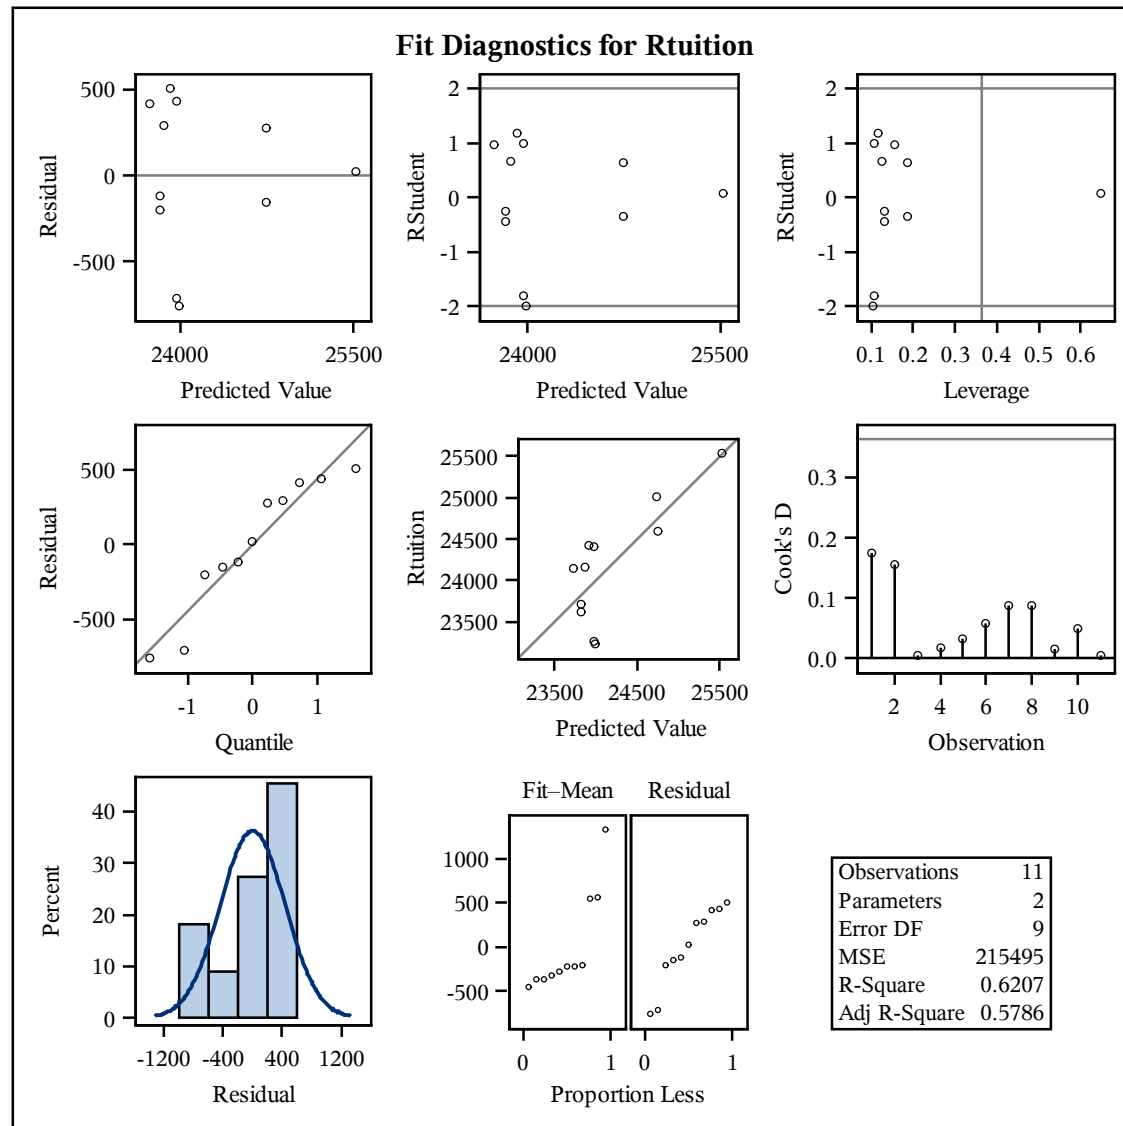 Fit Diagnostics for Rtuition
500
0
-500
Residual
24000 25500
Predicted Value
2
1
0
-1
-2
RStudent
24000 25500
Predicted Value
2
1
0
-1
-2
RStudent
0.1 0.2 0.3 0.4 0.5 0.6
Leverage
500
0
-500
Residual
-1 0 1
Quantile
25500
25000
24500
24000
23500
Rtuition
23500 24500 25500
Predicted Value
0.3
0.2
0.1
0.0
Cook's D
2 4 6 8 10
Observation
40
30
20
10
0
Percent
-1200 -400 400 1200
Residual
Fit–Mean Residual
1000
500
0
-500
0 1 0 1
Proportion Less
Observations 11
Parameters 2
Error DF 9
MSE 215495
R-Square 0.6207
Adj R-Square 0.5786